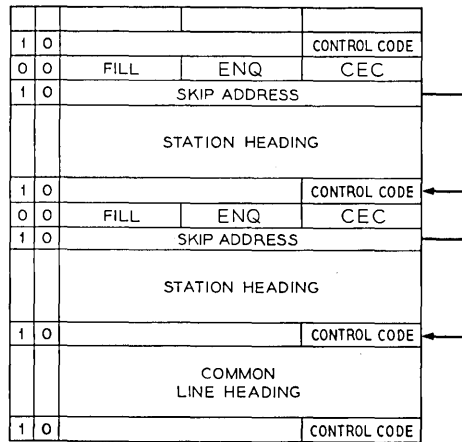 1 0 CONTROL CODE
0 0 FILL ENQ CEC
1 0 SKIP ADDRESS
STATION HEADING
1 0 CONTROL CODE
0 0 FILL ENQ CEC
1 0 SKIP ADDRESS
STATION HEADING
1 0 CONTROL CODE
COMMON
LINE HEADING
1 0 CONTROL CODE